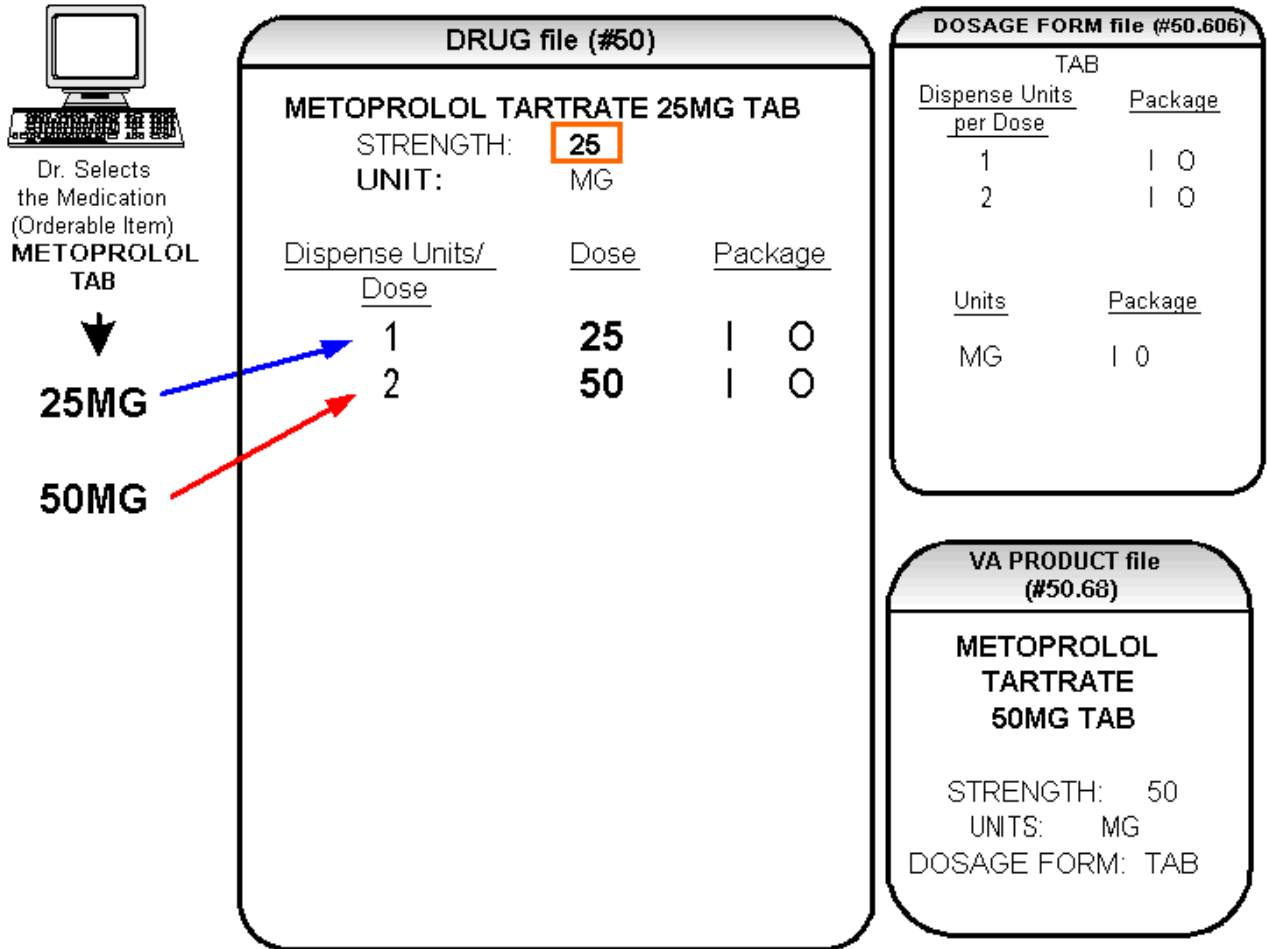 Dr. Selects
the Medication
(Orderable Item)
METOPROLOL
TAB
25MG
50MG
DRUG file (#50)
METOPROLOL TARTRATE 25MG TAB
STRENGTH: 25
UNIT: MG
Dispense Units/ Dose Package
Dose
1 25 I O
2 50 I O
DOSAGE FORM file (#50.606)
TAB
Dispense Units Package
per Dose
1 I O
2 I O
Units Package
MG I 0
VA PRODUCT file
(#50.68)
METOPROLOL
TARTRATE
50MG TAB
STRENGTH: 50
UNITS: MG
DOSAGE FORM: TAB